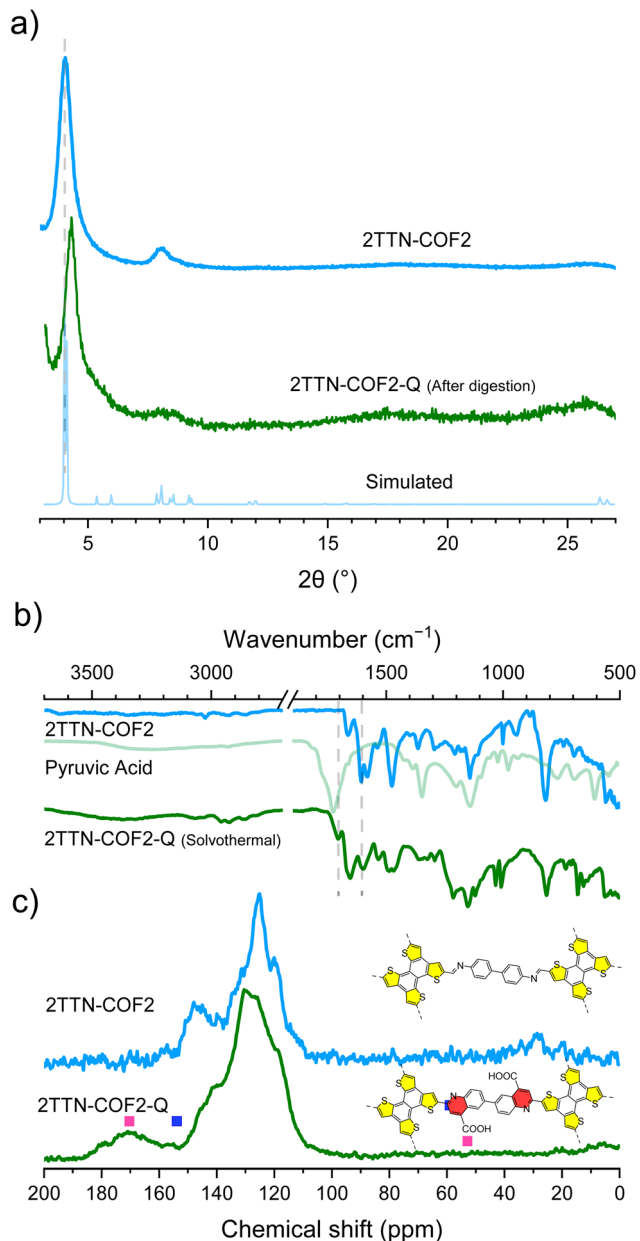 a)
2TTN-COF2
2TTN-COF2-Q (After digestion)
Simulated
5 10 15 20 25
2θ (°)
b)
Wavenumber (cm⁻¹)
3500 3000 1500 1000 500
2TTN-COF2
Pyruvic Acid
2TTN-COF2-Q (Solvothermal)
c)
S S S S
N
N
S S
2TTN-COF2
2TTN-COF2-Q
HOOC
S N S S S
N
S COOH S
200 180 160 140 120 100 80 60 40 20 0
Chemical shift (ppm)